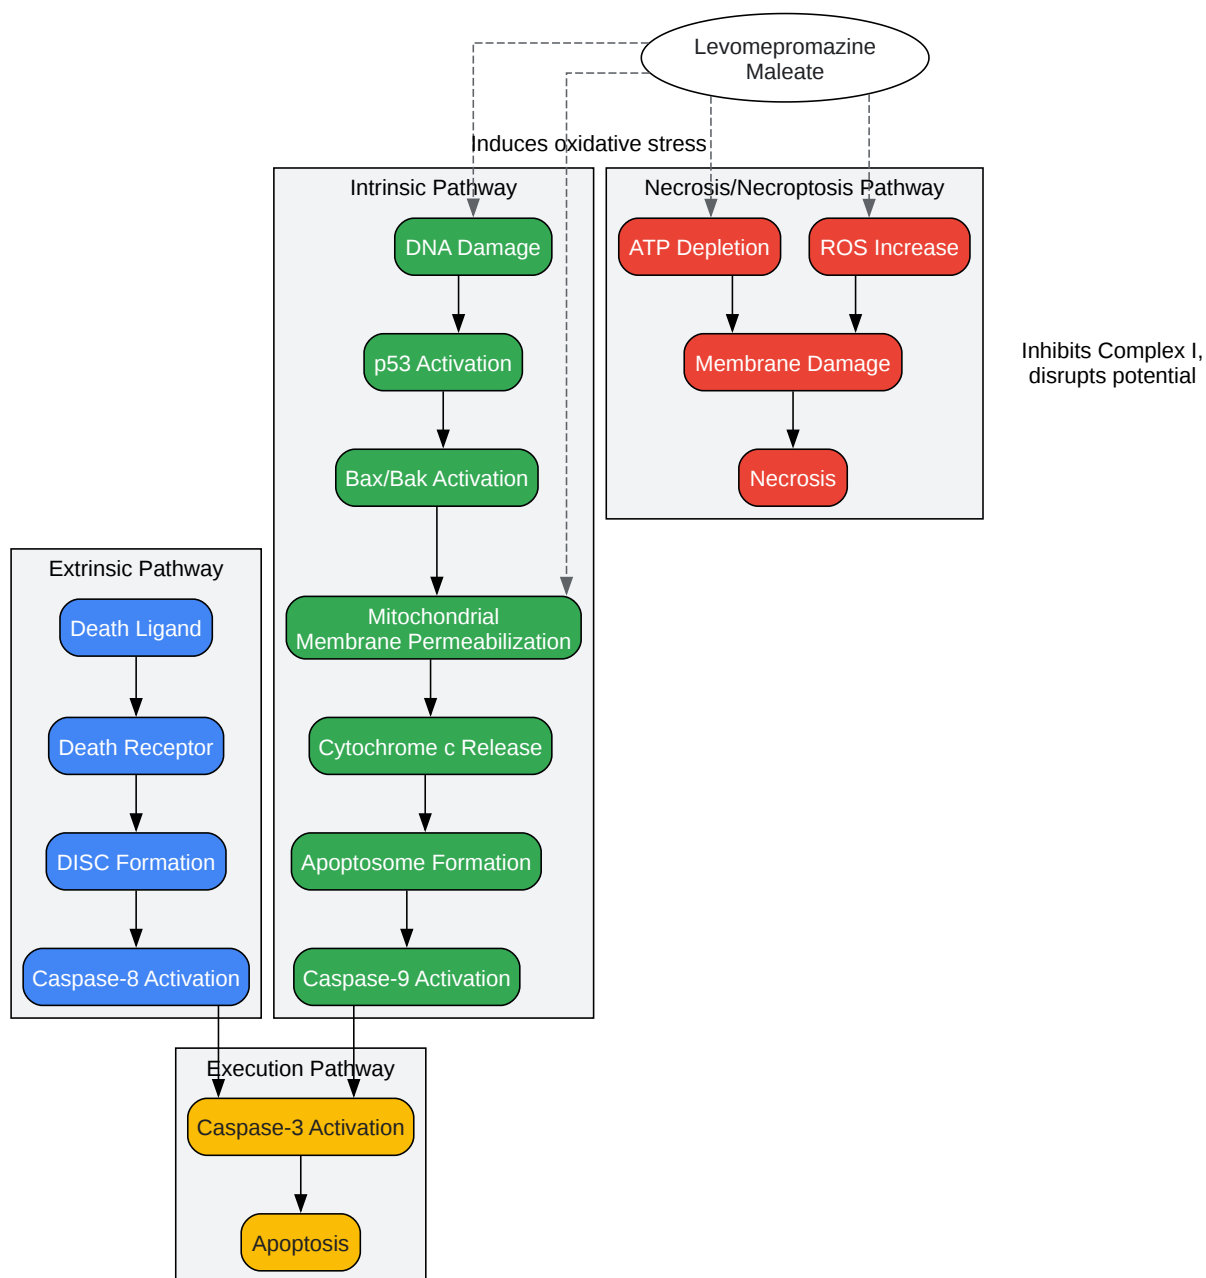 Levomepromazine
Maleate
Induces oxidative stress
Intrinsic Pathway
DNA Damage
p53 Activation
Bax/Bak Activation
Mitochondrial
Membrane Permeabilization
Cytochrome c Release
Apoptosome Formation
Caspase-9 Activation
Necrosis/Necroptosis Pathway
ATP Depletion
ROS Increase
Membrane Damage
Necrosis
Inhibits Complex I,
disrupts potential
Extrinsic Pathway
Death Ligand
Death Receptor
DISC Formation
Caspase-8 Activation
Execution Pathway
Caspase-3 Activation
Apoptosis